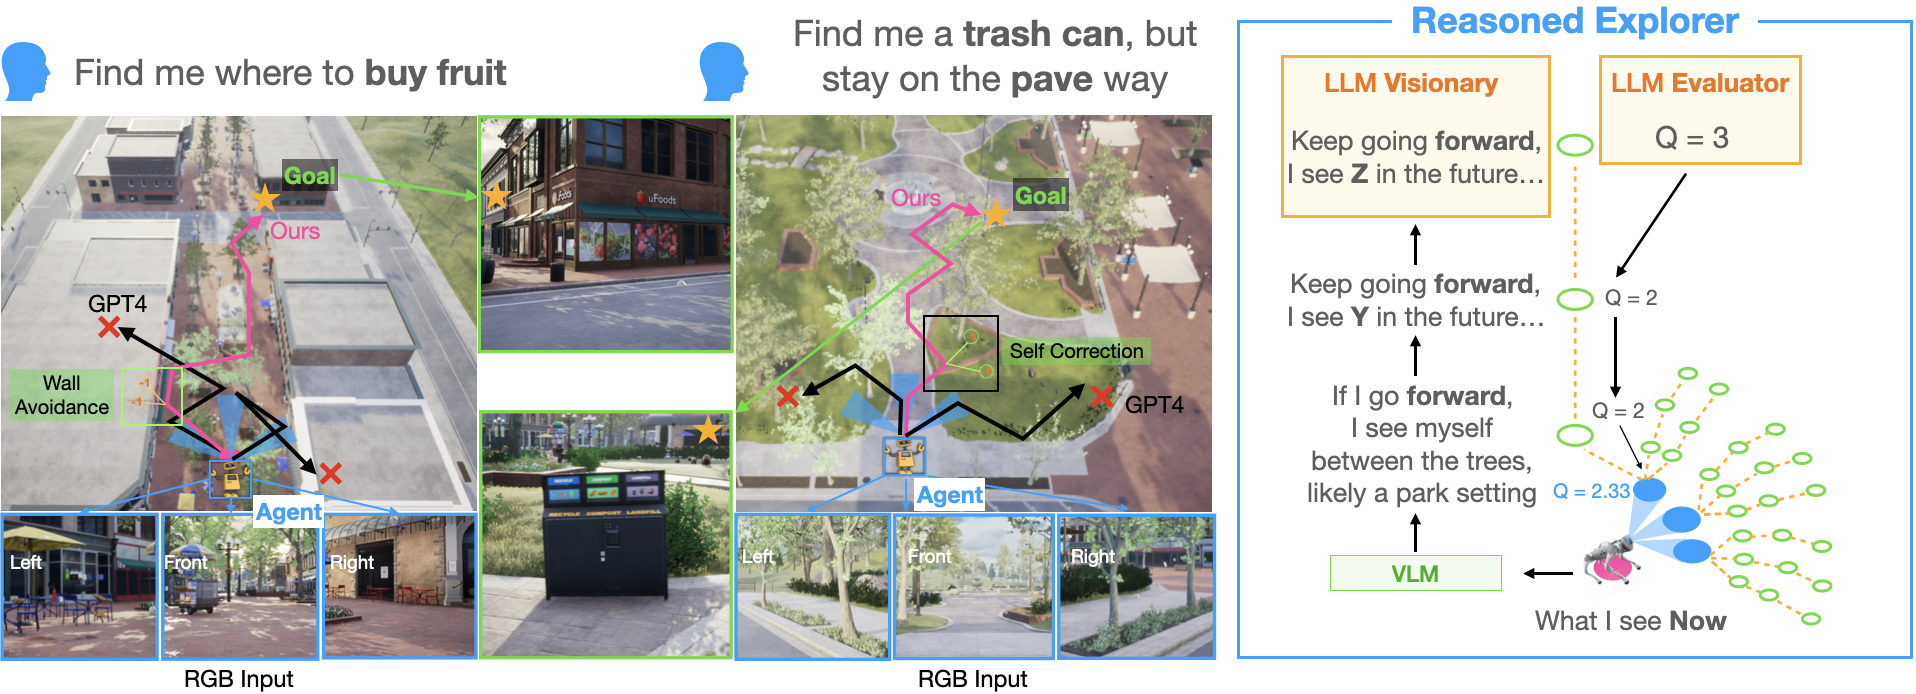 Find me where to buy fruit
Goal
Ours
GPT4
Wall
Avoidance
-1
-1
Agent
Left
Front
Right
RGB Input
uFoods
RECYCLE COMPOST LANDFILL
Find me a trash can, but
stay on the pave way
Ours
Goal
Self Correction
GPT4
Agent
Left
Front
Right
RGB Input
Reasoned Explorer
LLM Visionary
Keep going forward,
I see Z in the future...
Keep going forward,
I see Y in the future...
If I go forward,
I see myself
between the trees,
likely a park setting
VLM
LLM Evaluator
Q = 3
Q = 2
Q = 2
Q = 2.33
What I see Now